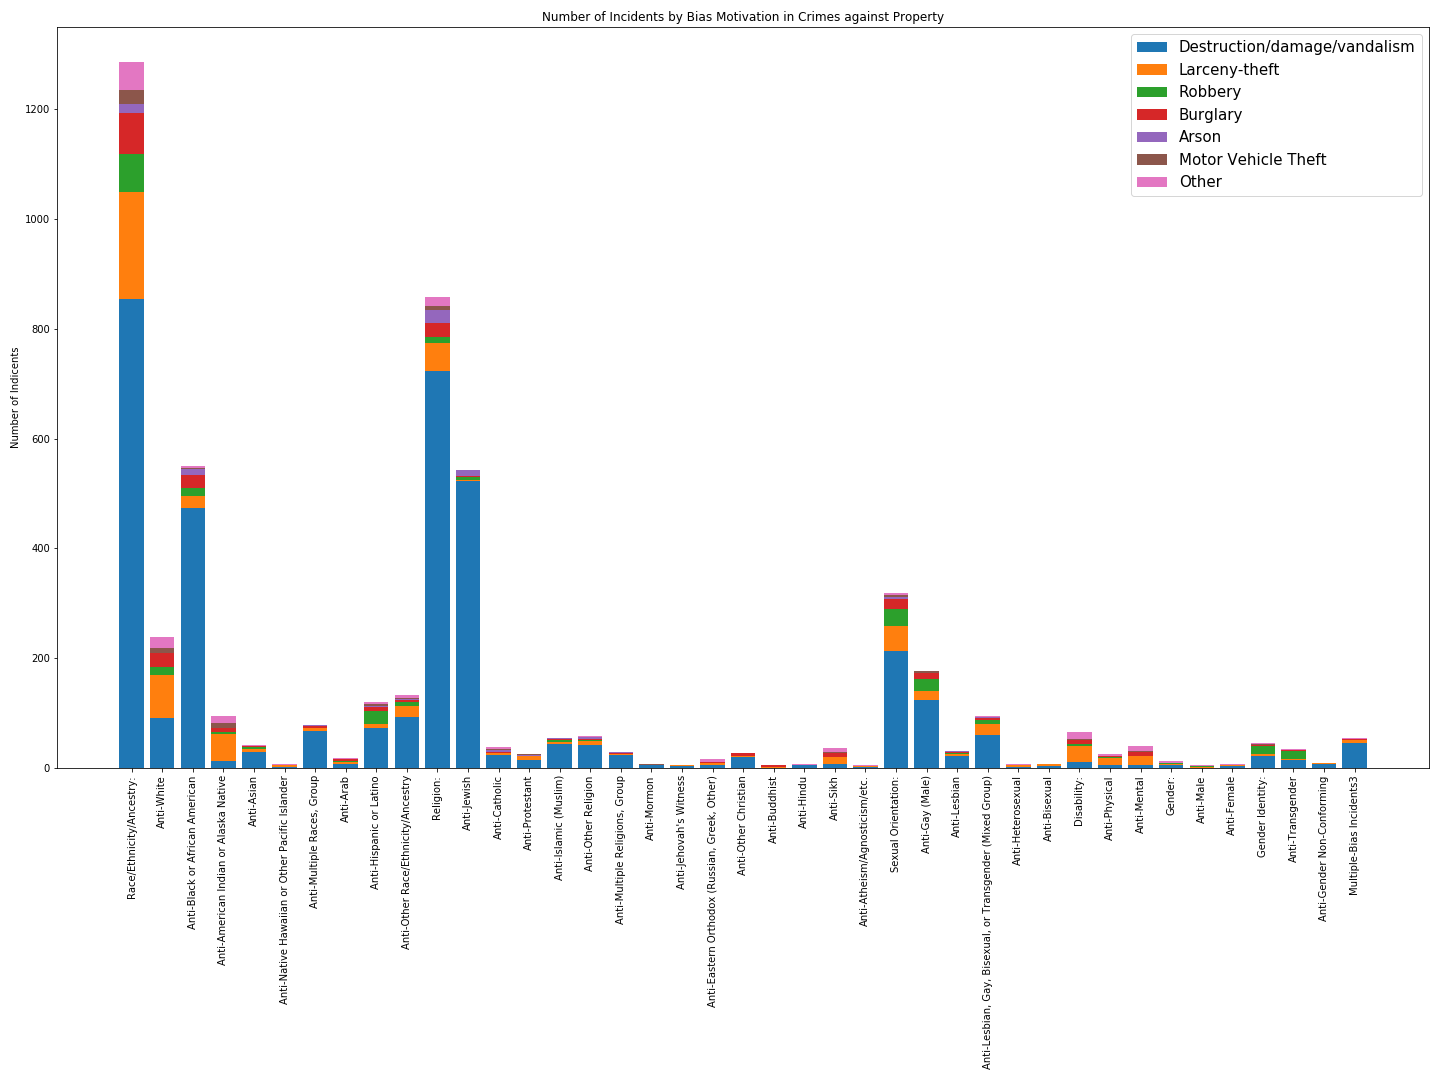 Number of Incidents by Bias Motivation in Crimes against Property
Destruction/damage/vandalism
Larceny-theft
Robbery
Burglary
Arson
Motor Vehicle Theft
Other
Number of Indicents
1200
1000
800
600
400
200
0
Race/Ethnicity/Ancestry:
Anti-White
Anti-Black or African American
Anti-American Indian or Alaska Native
Anti-Asian
Anti-Native Hawaiian or Other Pacific Islander
Anti-Multiple Races, Group
Anti-Arab
Anti-Hispanic or Latino
Anti-Other Race/Ethnicity/Ancestry
Religion:
Anti-Jewish
Anti-Catholic
Anti-Protestant
Anti-Islamic (Muslim)
Anti-Other Religion
Anti-Multiple Religions, Group
Anti-Mormon
Anti-Jehovah's Witness
Anti-Eastern Orthodox (Russian, Greek, Other)
Anti-Other Christian
Anti-Buddhist
Anti-Hindu
Anti-Sikh
Anti-Atheism/Agnosticism/etc.
Sexual Orientation:
Anti-Gay (Male)
Anti-Lesbian
Anti-Lesbian, Gay, Bisexual, or Transgender (Mixed Group)
Anti-Heterosexual
Anti-Bisexual
Disability:
Anti-Physical
Anti-Mental
Gender:
Anti-Male
Anti-Female
Gender Identity:
Anti-Transgender
Anti-Gender Non-Conforming
Multiple-Bias Incidents3